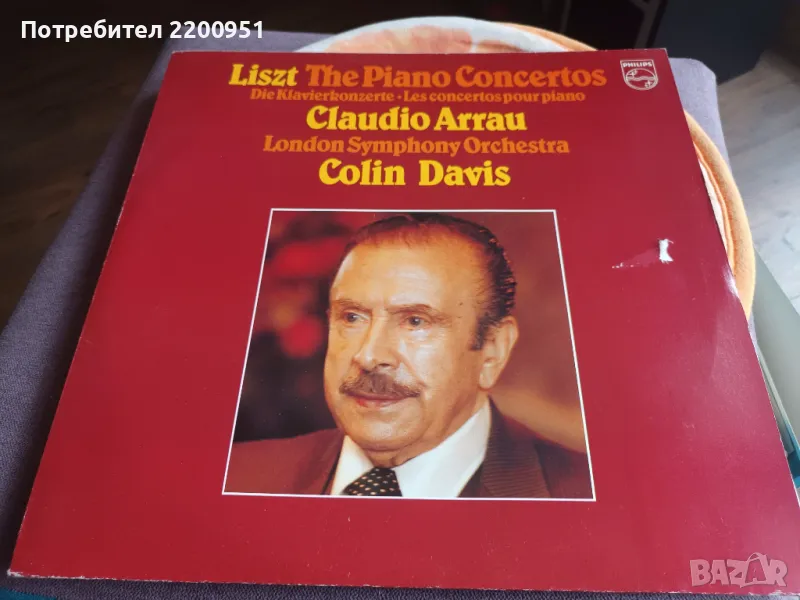 Потребител 2200951
Liszt The Piano Concertos
Die Klavierkonzerte • Les concertos pour piano
Claudio Arrau
London Symphony Orchestra
Colin Davis
PHILIPS
BAZAR